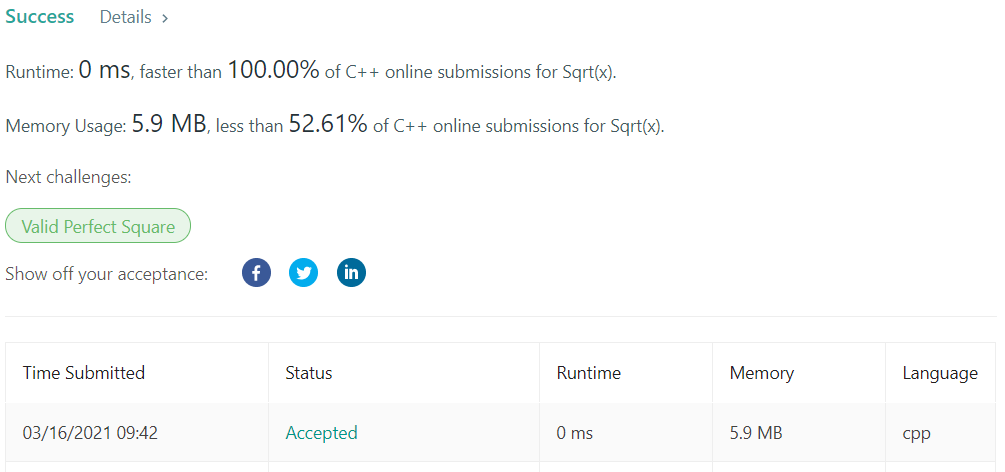 Success Details >
Runtime: 0 ms, faster than 100.00% of C++ online submissions for Sqrt(x).
Memory Usage: 5.9 MB, less than 52.61% of C++ online submissions for Sqrt(x).
Next challenges:
Valid Perfect Square
Show off your acceptance: f in
Time Submitted Status Runtime Memory Language
03/16/2021 09:42 Accepted 0 ms 5.9 MB cpp